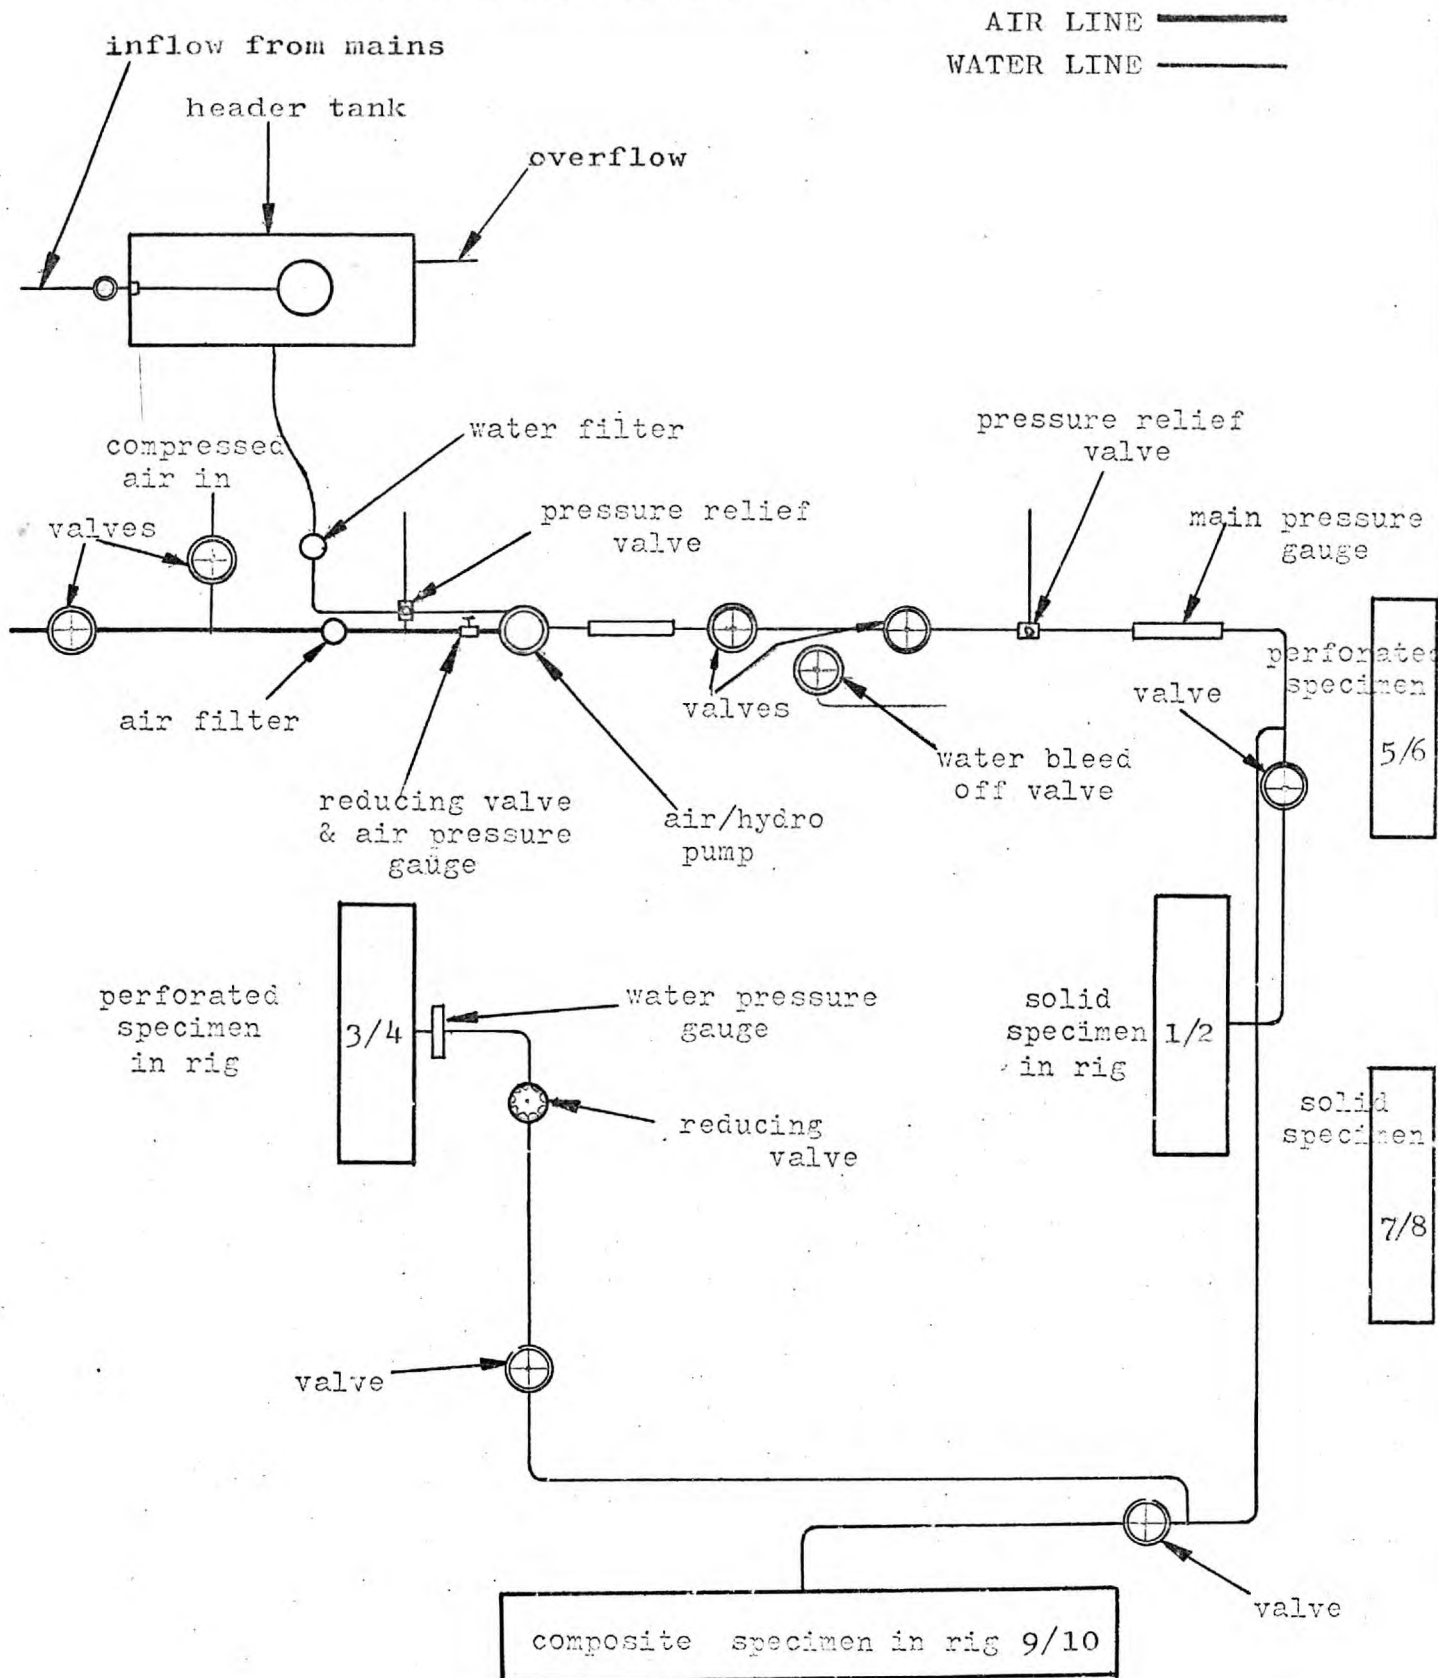 AIR LINE
WATER LINE
inflow from mains
header tank
overflow
compressed
air in
water filter
pressure relief
valve
valves
pressure relief
valve
main pressure
gauge
air filter
reducing valve
& air pressure
gauge
air/hydro
pump
valves
water bleed
off valve
valve
perforated
specimen
5/6
perforated
specimen
in rig
3/4
water pressure
gauge
reducing
valve
solid
specimen
in rig
1/2
solid
specimen
7/8
valve
valve
composite specimen in rig 9/10